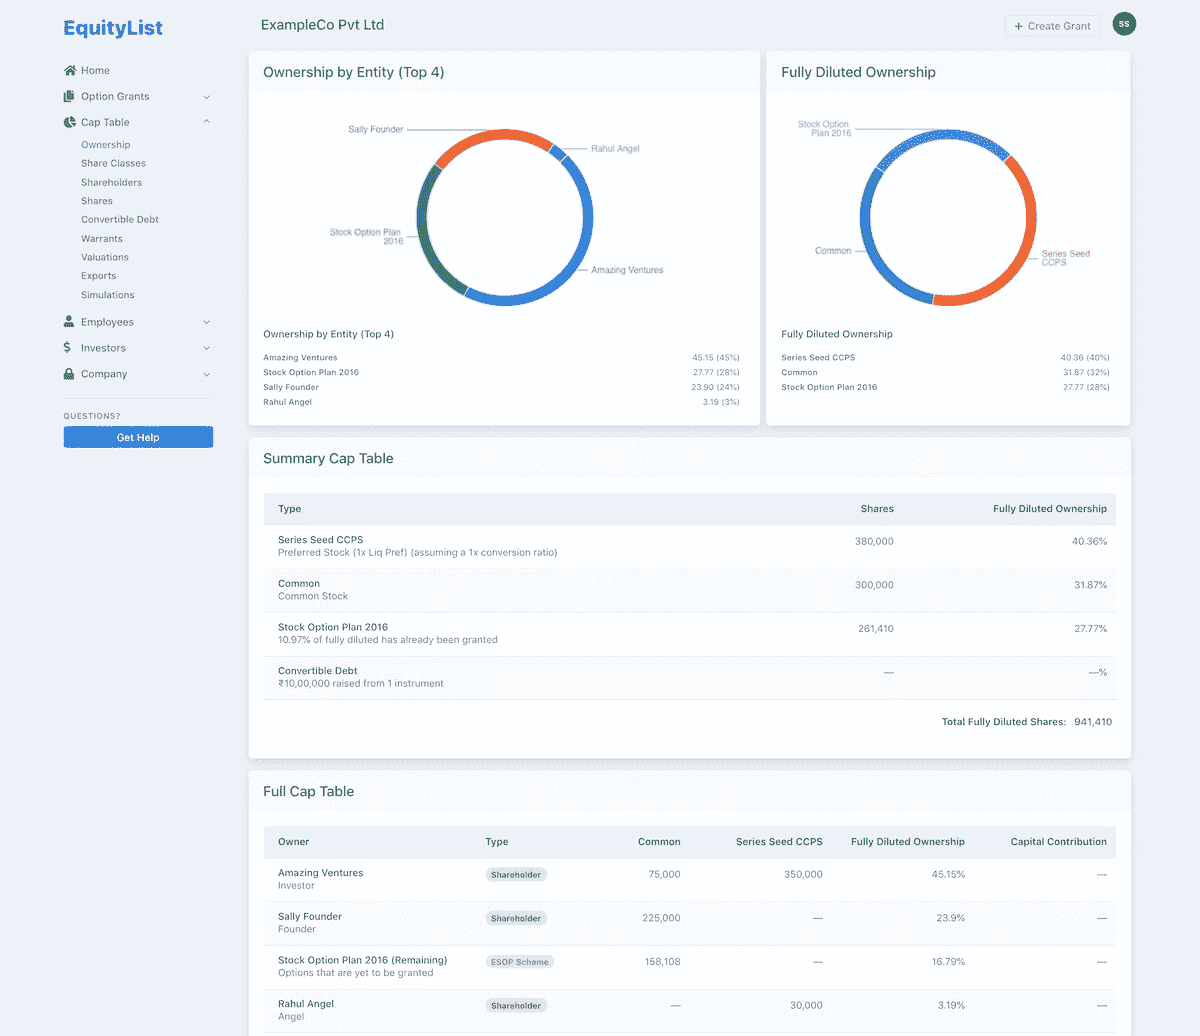 EquityList
ExampleCo Pvt Ltd
+ Create Grant
SS
Home
Option Grants
Cap Table
Ownership
Share Classes
Shareholders
Shares
Convertible Debt
Warrants
Valuations
Exports
Simulations
Employees
Investors
Company
QUESTIONS?
Get Help
Ownership by Entity (Top 4)
Sally Founder
Rahul Angel
Stock Option Plan
2016
Amazing Ventures
Ownership by Entity (Top 4)
Amazing Ventures 45.15 (45%)
Stock Option Plan 2016 27.77 (28%)
Sally Founder 23.90 (24%)
Rahul Angel 3.19 (3%)
Fully Diluted Ownership
Stock Option
Plan 2016
Common
Series Seed
CCPS
Fully Diluted Ownership
Series Seed CCPS 40.36 (40%)
Common 31.87 (32%)
Stock Option Plan 2016 27.77 (28%)
Summary Cap Table
Type Shares Fully Diluted Ownership
Series Seed CCPS 380,000 40.36%
Preferred Stock (1x Liq Pref) (assuming a 1x conversion ratio)
Common 300,000 31.87%
Common Stock
Stock Option Plan 2016 261,410 27.77%
10.97% of fully diluted has already been granted
Convertible Debt — —%
₹10,00,000 raised from 1 instrument
Total Fully Diluted Shares: 941,410
Full Cap Table
Owner Type Common Series Seed CCPS Fully Diluted Ownership Capital Contribution
Amazing Ventures Shareholder 75,000 350,000 45.15% —
Investor
Sally Founder Shareholder 225,000 — 23.9% —
Founder
Stock Option Plan 2016 (Remaining) ESOP Scheme 158,108 — 16.79% —
Options that are yet to be granted
Rahul Angel Shareholder — 30,000 3.19% —
Angel